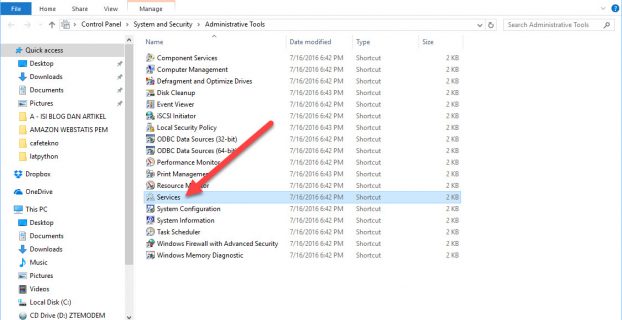 File Home Share View Manage
Control Panel > System and Security > Administrative Tools
Search Administrative Tools
Name Date modified Type Size
Quick access
Desktop
Downloads
Documents
Pictures
A - ISI BLOG DAN ARTIKEL
AMAZON WEBSTATIS PEM
cafetekno
latpython
Dropbox
OneDrive
This PC
Desktop
Documents
Downloads
Music
Pictures
Videos
Local Disk (C:)
CD Drive (D:) ZTEMODEM
Component Services 7/16/2016 6:42 PM Shortcut 2 KB
Computer Management 7/16/2016 6:42 PM Shortcut 2 KB
Defragment and Optimize Drives 7/16/2016 6:42 PM Shortcut 2 KB
Disk Cleanup 7/16/2016 6:43 PM Shortcut 2 KB
Event Viewer 7/16/2016 6:42 PM Shortcut 2 KB
iSCSI Initiator 7/16/2016 6:42 PM Shortcut 2 KB
Local Security Policy 7/16/2016 6:43 PM Shortcut 2 KB
ODBC Data Sources (32-bit) 7/16/2016 6:42 PM Shortcut 2 KB
ODBC Data Sources (64-bit) 7/16/2016 6:42 PM Shortcut 2 KB
Performance Monitor 7/16/2016 6:42 PM Shortcut 2 KB
Print Management 7/16/2016 6:43 PM Shortcut 2 KB
Resource 7/16/2016 6:42 PM Shortcut 2 KB
Services 7/16/2016 6:42 PM Shortcut 2 KB
System Configuration 7/16/2016 6:42 PM Shortcut 2 KB
System Information 7/16/2016 6:42 PM Shortcut 2 KB
Task Scheduler 7/16/2016 6:42 PM Shortcut 2 KB
Windows Firewall with Advanced Security 7/16/2016 6:42 PM Shortcut 2 KB
Windows Memory Diagnostic 7/16/2016 6:42 PM Shortcut 2 KB